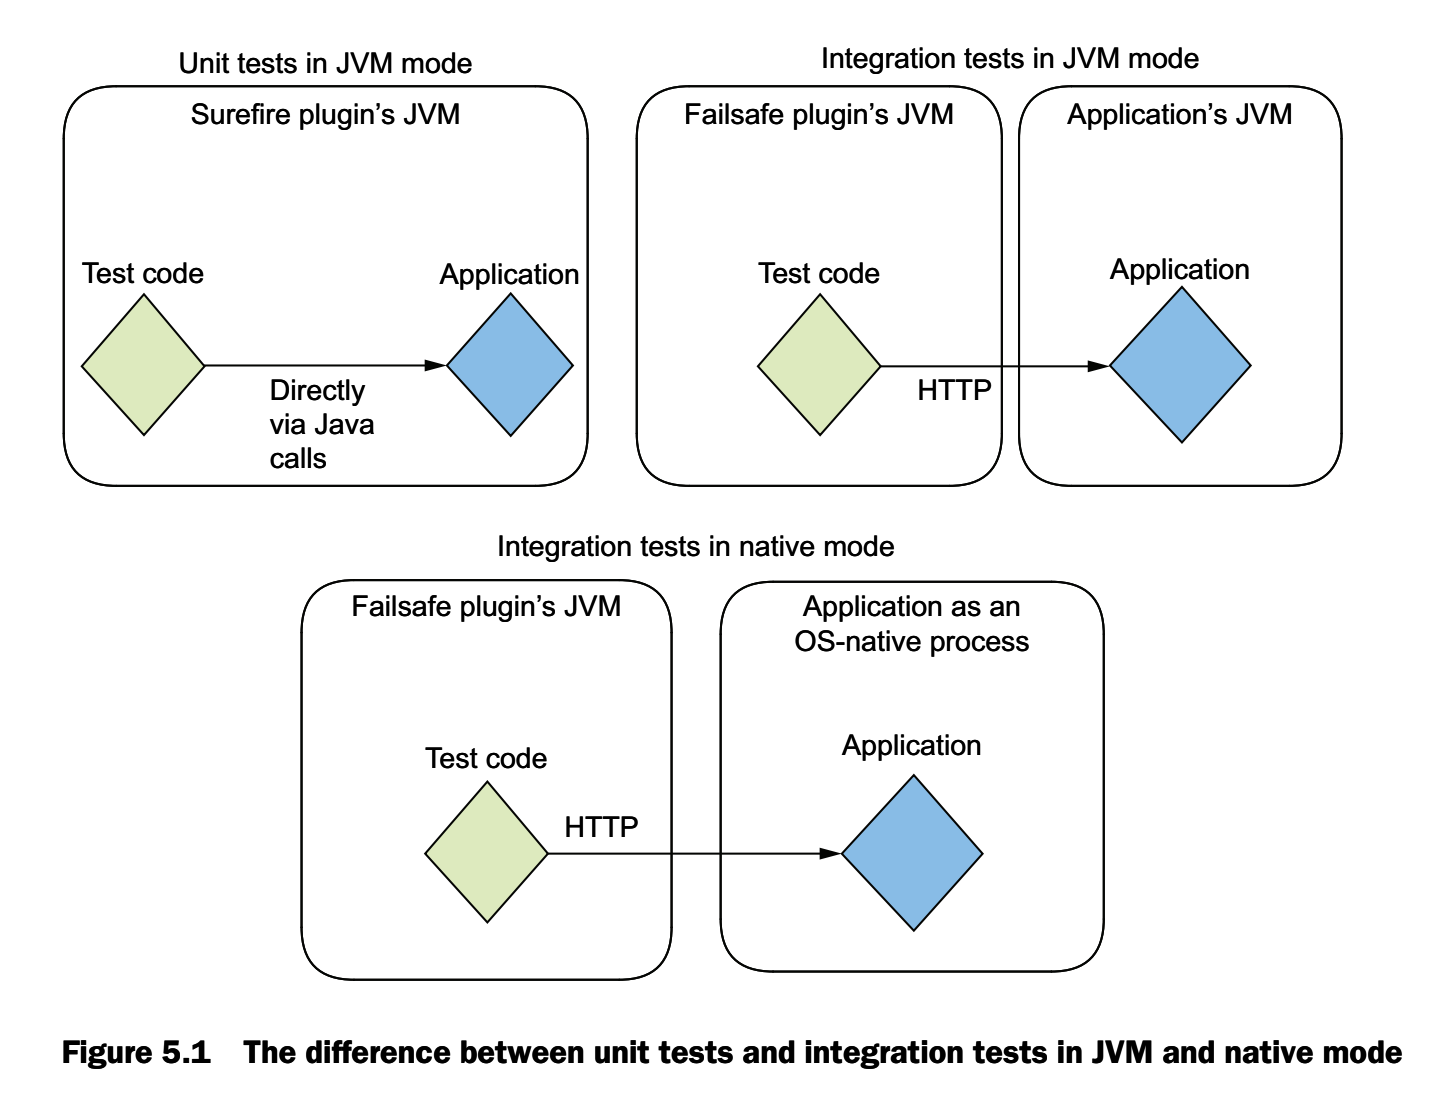 Unit tests in JVM mode
Surefire plugin’s JVM
Test code
Application
Directly
via Java
calls
Integration tests in JVM mode
Failsafe plugin’s JVM
Application’s JVM
Test code
Application
HTTP
Integration tests in native mode
Failsafe plugin’s JVM
Application as an
OS-native process
Test code
Application
HTTP
Figure 5.1 The difference between unit tests and integration tests in JVM and native mode